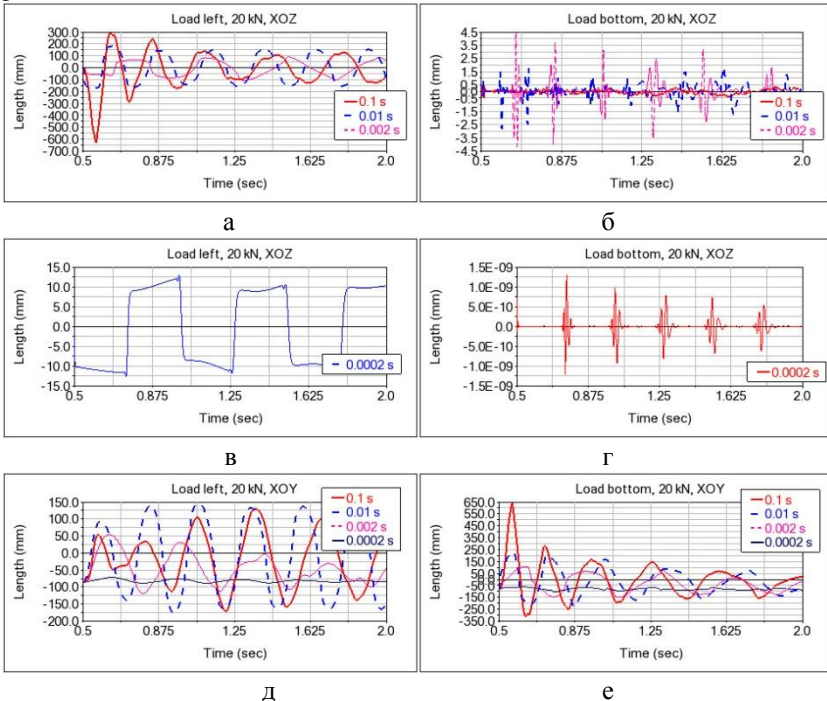 Load left, 20 kN, XOZ
Length (mm)
300.0
200.0
100.0
0.0
-100.0
-200.0
-300.0
-400.0
-500.0
-600.0
-700.0
0.1 s
0.01 s
0.002 s
0.5 0.875 1.25 1.625 2.0
Time (sec)
а
Load bottom, 20 kN, XOZ
Length (mm)
4.5
3.5
2.5
1.5
0.5
-0.5
-1.5
-2.5
-3.5
-4.5
0.1 s
0.01 s
0.002 s
0.5 0.875 1.25 1.625 2.0
Time (sec)
б
Load left, 20 kN, XOZ
Length (mm)
15.0
10.0
5.0
0.0
-5.0
-10.0
-15.0
0.0002 s
0.5 0.875 1.25 1.625 2.0
Time (sec)
в
Load bottom, 20 kN, XOZ
Length (mm)
1.5E-09
1.0E-09
5.0E-10
0.0
-5.0E-10
-1.0E-09
-1.5E-09
0.0002 s
0.5 0.875 1.25 1.625 2.0
Time (sec)
г
Load left, 20 kN, XOY
Length (mm)
150.0
100.0
50.0
0.0
-50.0
-100.0
-150.0
-200.0
0.1 s
0.01 s
0.002 s
0.0002 s
0.5 0.875 1.25 1.625 2.0
Time (sec)
д
Load bottom, 20 kN, XOY
Length (mm)
650.0
550.0
450.0
350.0
250.0
150.0
50.0
-50.0
-150.0
-250.0
-350.0
0.1 s
0.01 s
0.002 s
0.0002 s
0.5 0.875 1.25 1.625 2.0
Time (sec)
е